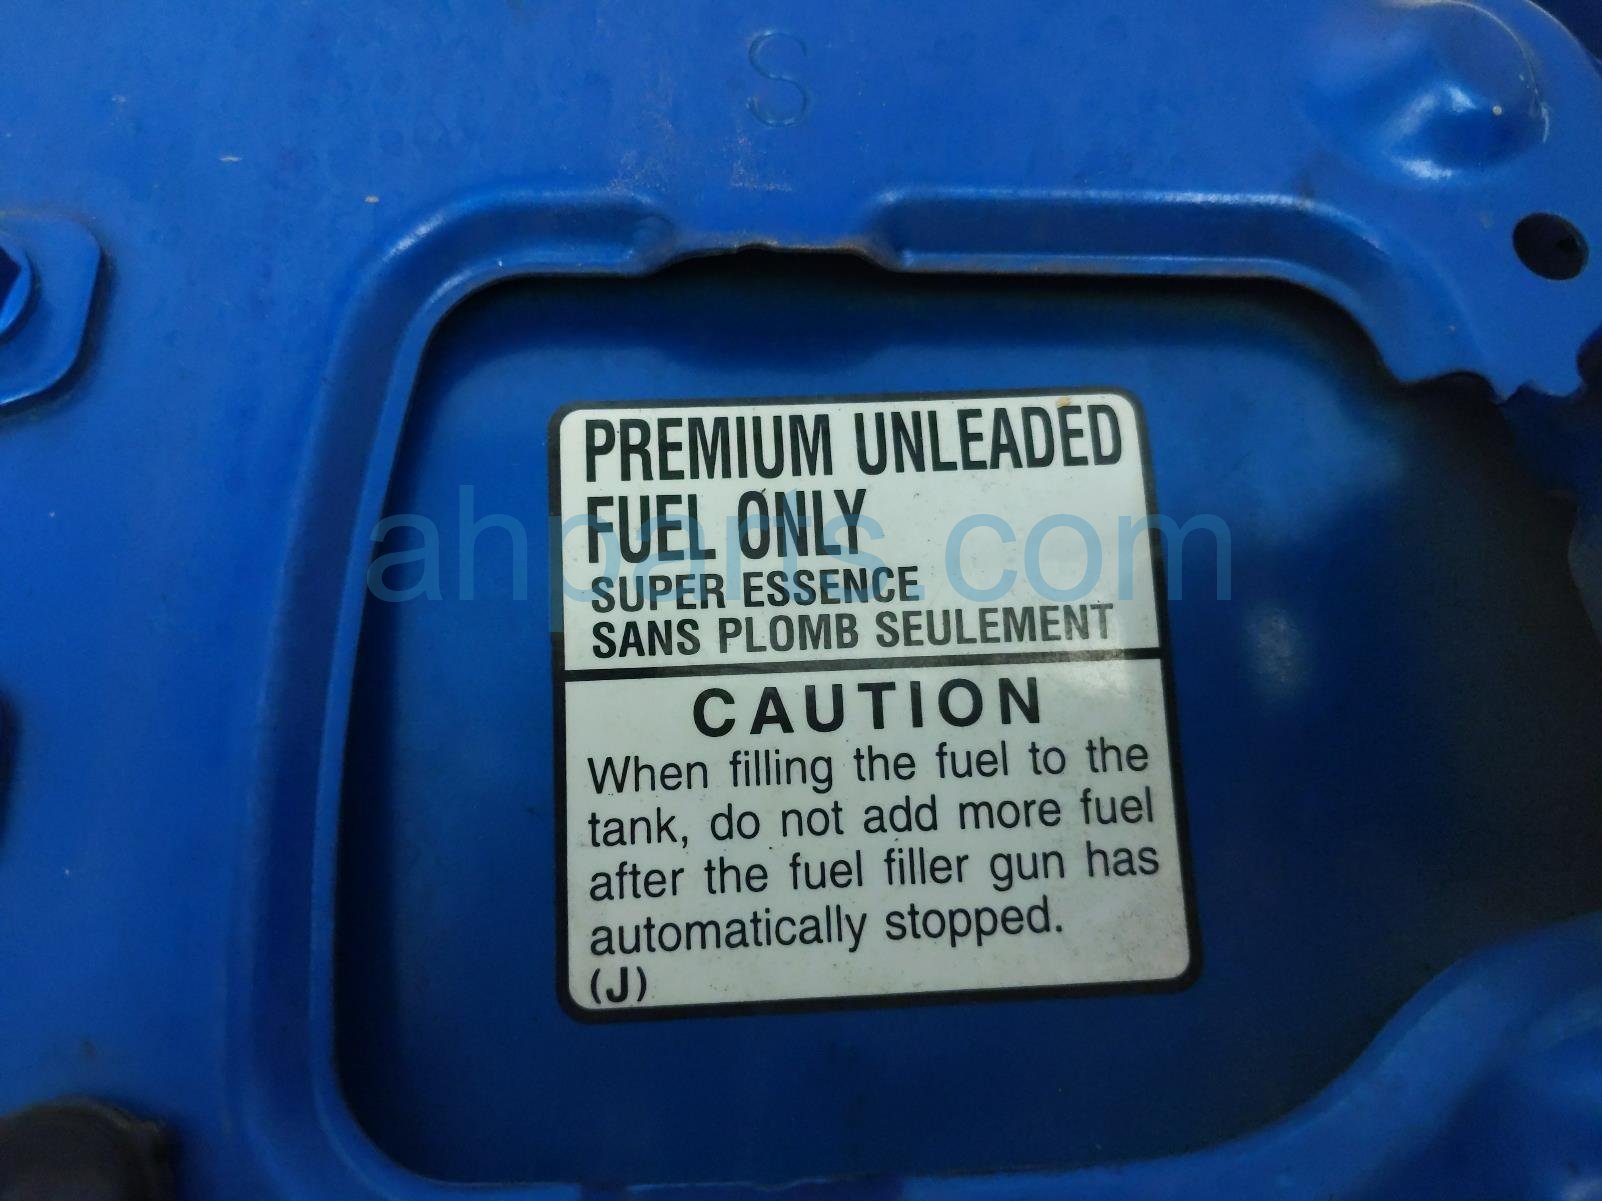 S
PREMIUM UNLEADED
FUEL ONLY
SUPER ESSENCE
SANS PLOMB SEULEMENT
CAUTION
When filling the fuel to the
tank, do not add more fuel
after the fuel filler gun has
automatically stopped.
(J)
ahparts.com